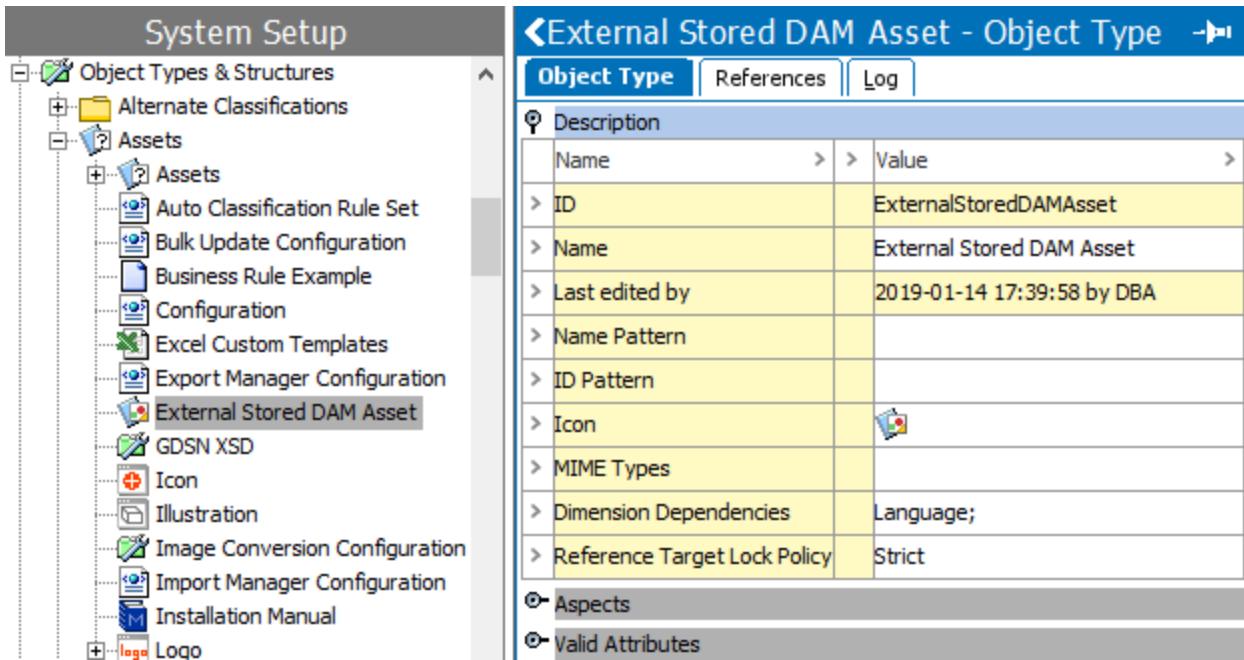 System Setup
Object Types & Structures
Alternate Classifications
Assets
Assets
Auto Classification Rule Set
Bulk Update Configuration
Business Rule Example
Configuration
Excel Custom Templates
Export Manager Configuration
External Stored DAM Asset
GDSN XSD
Icon
Illustration
Image Conversion Configuration
Import Manager Configuration
Installation Manual
logo Logo
External Stored DAM Asset - Object Type
Object Type References Log
Description
Name > > Value >
> ID ExternalStoredDAMAsset
> Name External Stored DAM Asset
> Last edited by 2019-01-14 17:39:58 by DBA
> Name Pattern
> ID Pattern
> Icon
> MIME Types
> Dimension Dependencies Language;
> Reference Target Lock Policy Strict
Aspects
Valid Attributes